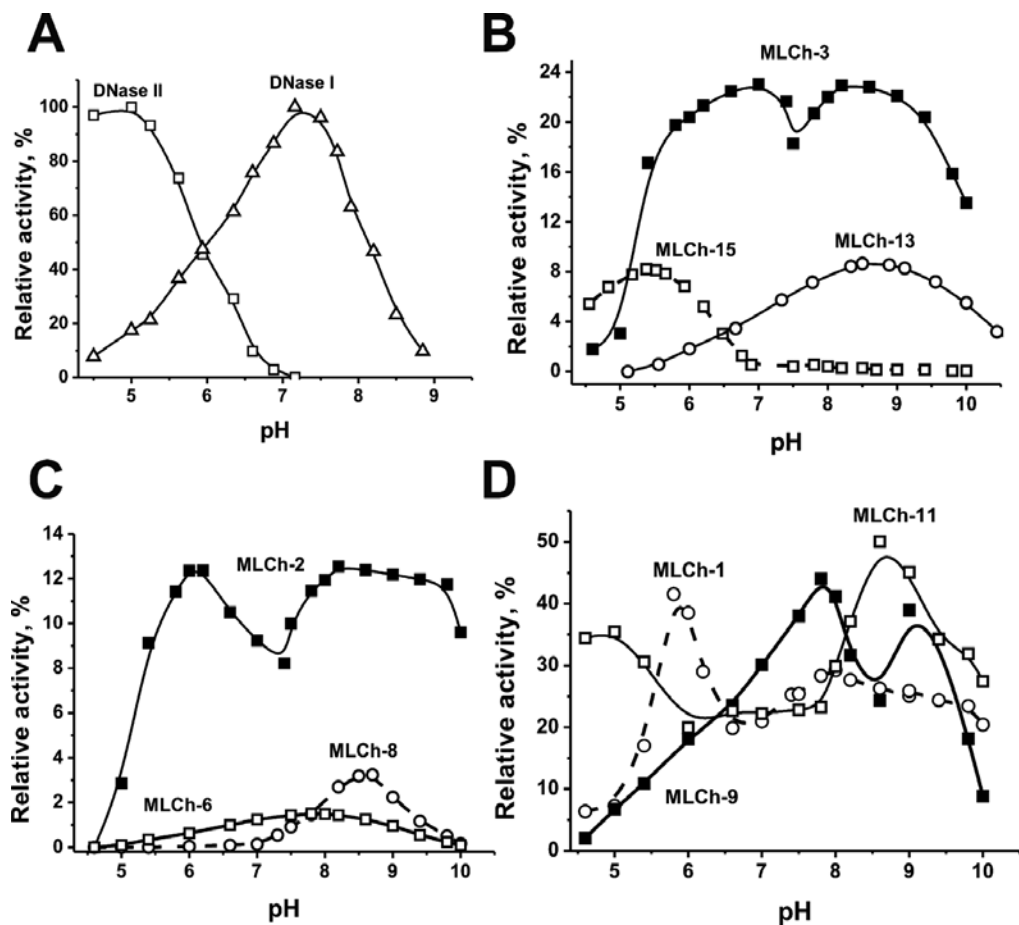 A
DNase II
DNase I
Relative activity, %
100
80
60
40
20
0
5 6 7 8 9
pH
B
MLCh-3
MLCh-15
MLCh-13
Relative activity, %
24
20
16
12
8
4
0
5 6 7 8 9 10
pH
C
MLCh-2
MLCh-8
MLCh-6
Relative activity, %
14
12
10
8
6
4
2
0
5 6 7 8 9 10
pH
D
MLCh-11
MLCh-1
MLCh-9
Relative activity, %
50
40
30
20
10
0
5 6 7 8 9 10
pH